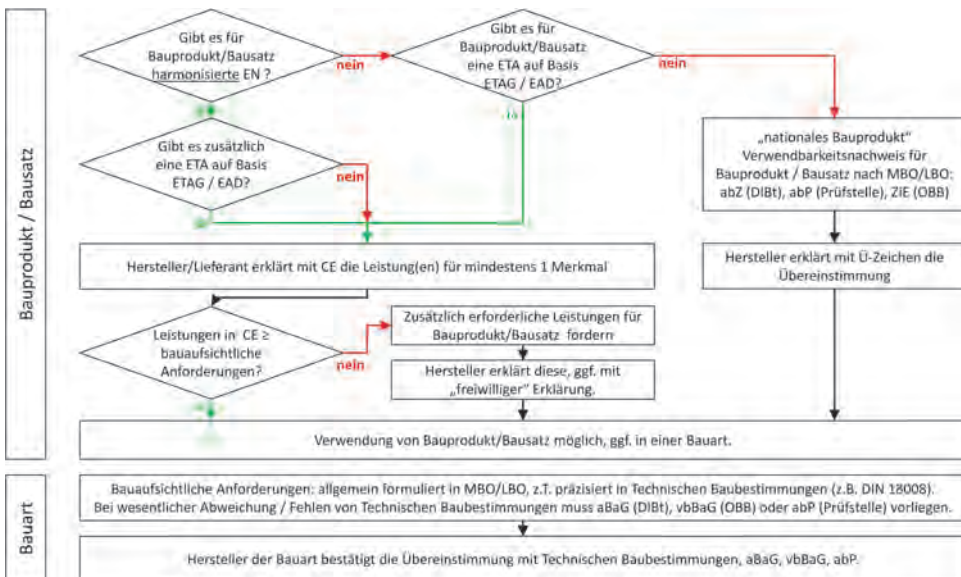 Bauprodukt / Bausatz
Gibt es für
Bauprodukt/Bausatz
harmonisierte EN ?
nein
Gibt es für
Bauprodukt/Bausatz
eine ETA auf Basis
ETAG / EAD?
nein
Gibt es zusätzlich
eine ETA auf Basis
ETAG / EAD?
nein
„nationales Bauprodukt"
Verwendbarkeitsnachweis für
Bauprodukt / Bausatz nach MBO/LBO:
abZ (DIBt), abP (Prüfstelle), ZiE (OBB)
Hersteller/Lieferant erklärt mit CE die Leistung(en) für mindestens 1 Merkmal
Hersteller erklärt mit Ü-Zeichen die
Übereinstimmung
Leistungen in CE ≥
bauaufsichtliche
Anforderungen?
nein
Zusätzlich erforderliche Leistungen für
Bauprodukt/Bausatz fordern
Hersteller erklärt diese, ggf. mit
„freiwilliger" Erklärung.
Verwendung von Bauprodukt/Bausatz möglich, ggf. in einer Bauart.
Bauart
Bauaufsichtliche Anforderungen: allgemein formuliert in MBO/LBO, z.T. präzisiert in Technischen Baubestimmungen (z.B. DIN 18008).
Bei wesentlicher Abweichung / Fehlen von Technischen Baubestimmungen muss aBaG (DIBt), vbBaG (OBB) oder abP (Prüfstelle) vorliegen.
Hersteller der Bauart bestätigt die Übereinstimmung mit Technischen Baubestimmungen, aBaG, vbBaG, abP.